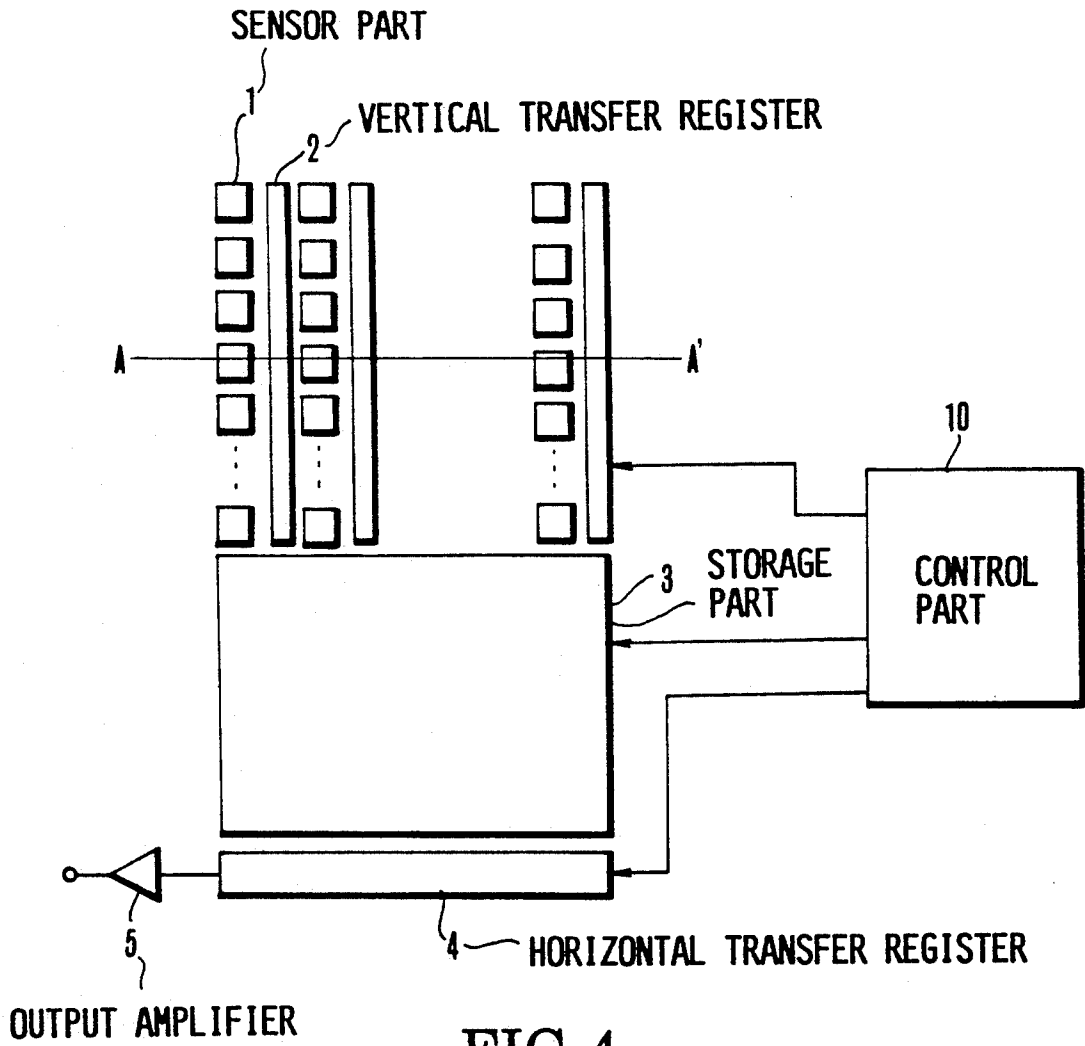 SENSOR PART
1
2 VERTICAL TRANSFER REGISTER
A A'
10
3 STORAGE PART
CONTROL PART
5
4 HORIZONTAL TRANSFER REGISTER
OUTPUT AMPLIFIER